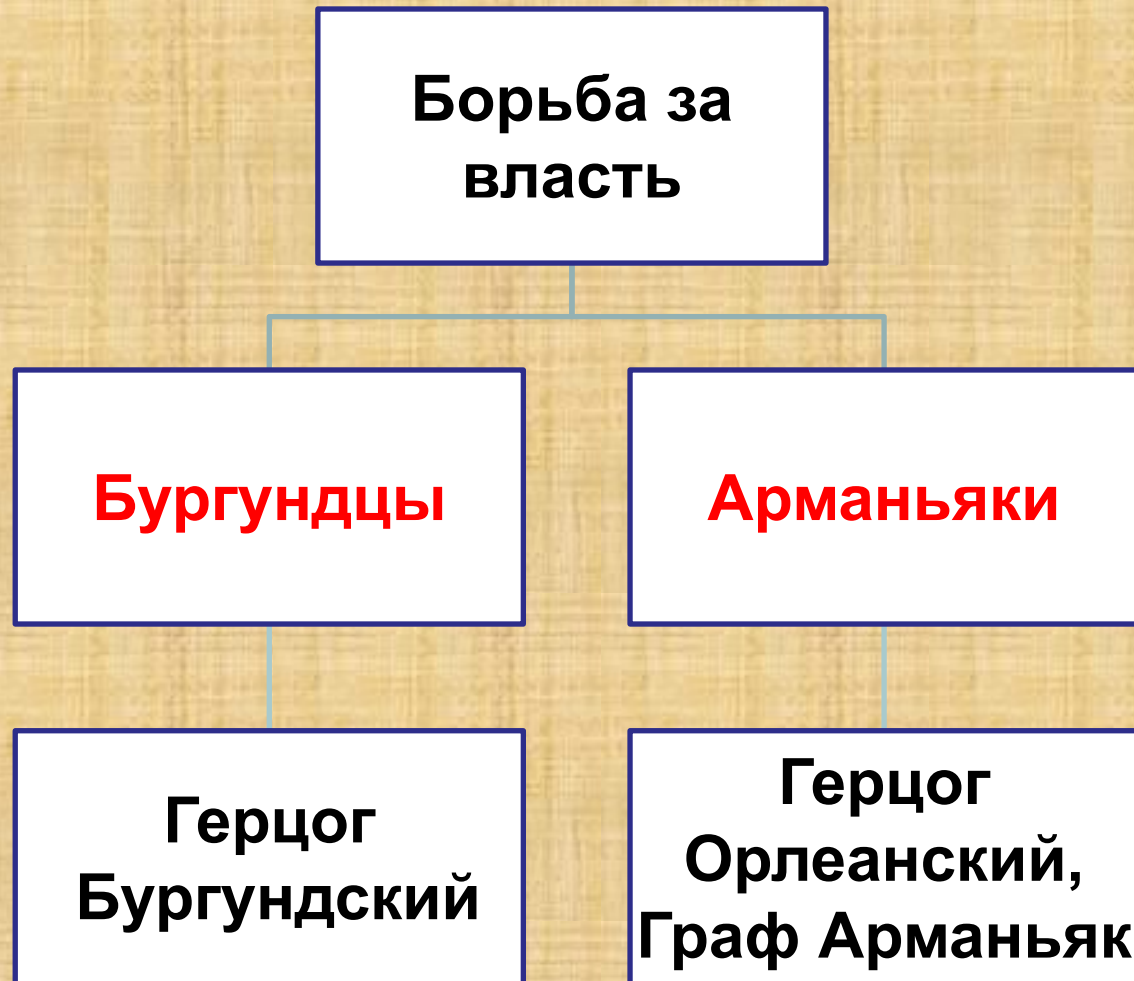 Борьба за
власть
Бургундцы
Арманьяки
Герцог
Бургундский
Герцог
Орлеанский,
Граф Арманьяк